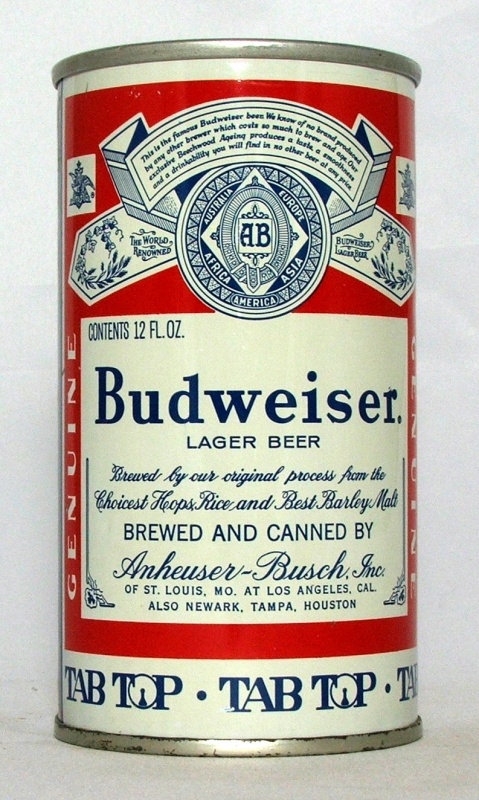 This is the famous Budweiser beer. We know of no brand produced
by any other brewer which costs so much to brew and age. Our
exclusive Beechwood Ageing produces a taste, a smoothness
and a drinkability you will find in no other beer at any price.
AUSTRALIA
EUROPE
AFRICA
ASIA
AMERICA
AB
THE WORLD
RENOWNED
BUDWEISER
LAGER BEER
GENUINE
CONTENTS 12 FL. OZ.
Budweiser.
LAGER BEER
Brewed by our original process from the
Choicest Hops, Rice and Best Barley Malt
BREWED AND CANNED BY
Anheuser-Busch, Inc.
OF ST. LOUIS, MO. AT LOS ANGELES, CAL.
ALSO NEWARK, TAMPA, HOUSTON
GENUINE
TAB TOP • TAB TOP • TA